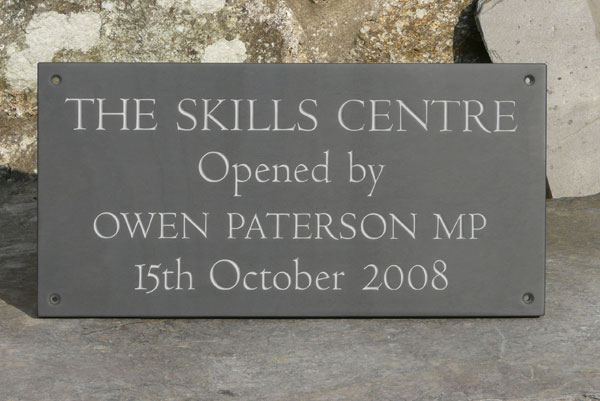 THE SKILLS CENTRE
Opened by
OWEN PATERSON MP
15th October 2008